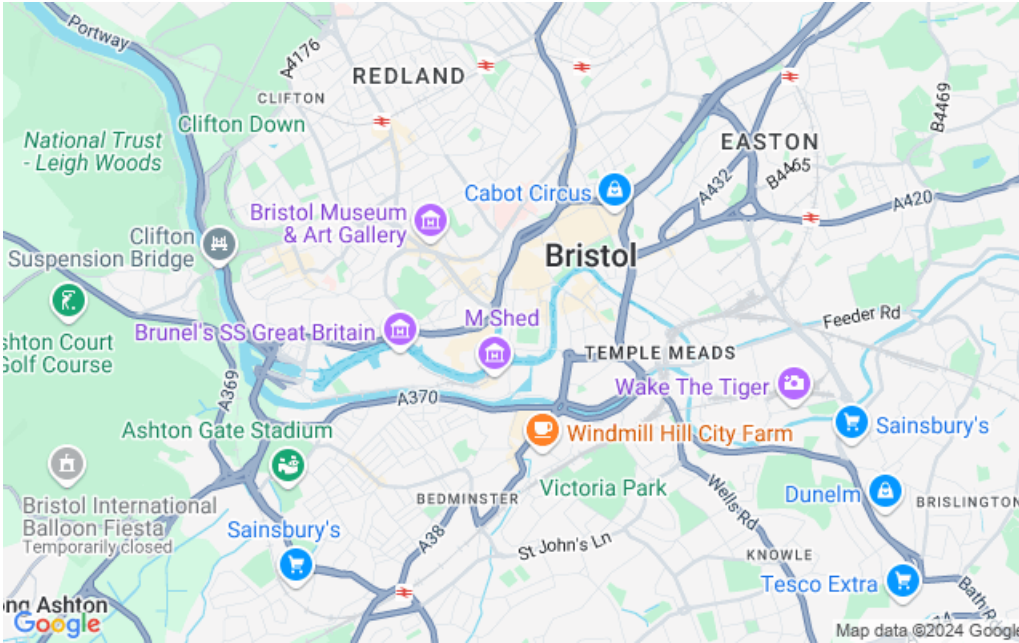 Portway
A4176
REDLAND
CLIFTON
B4469
National Trust
- Leigh Woods
Clifton Down
EASTON
B4465
A432
Cabot Circus
A420
Bristol Museum
& Art Gallery
Clifton
Suspension Bridge
Bristol
shton Court
Golf Course
Brunel's SS Great Britain
M Shed
Feeder Rd
TEMPLE MEADS
A369
A370
Wake The Tiger
Ashton Gate Stadium
Windmill Hill City Farm
Sainsbury's
Bristol International
Balloon Fiesta
Temporarily closed
BEDMINSTER
Victoria Park
Wells Rd
Dunelm
BRISLINGTON
Sainsbury's
A38
St John's Ln
KNOWLE
Tesco Extra
Bath R
ong Ashton
Google
Map data ©2024 Google